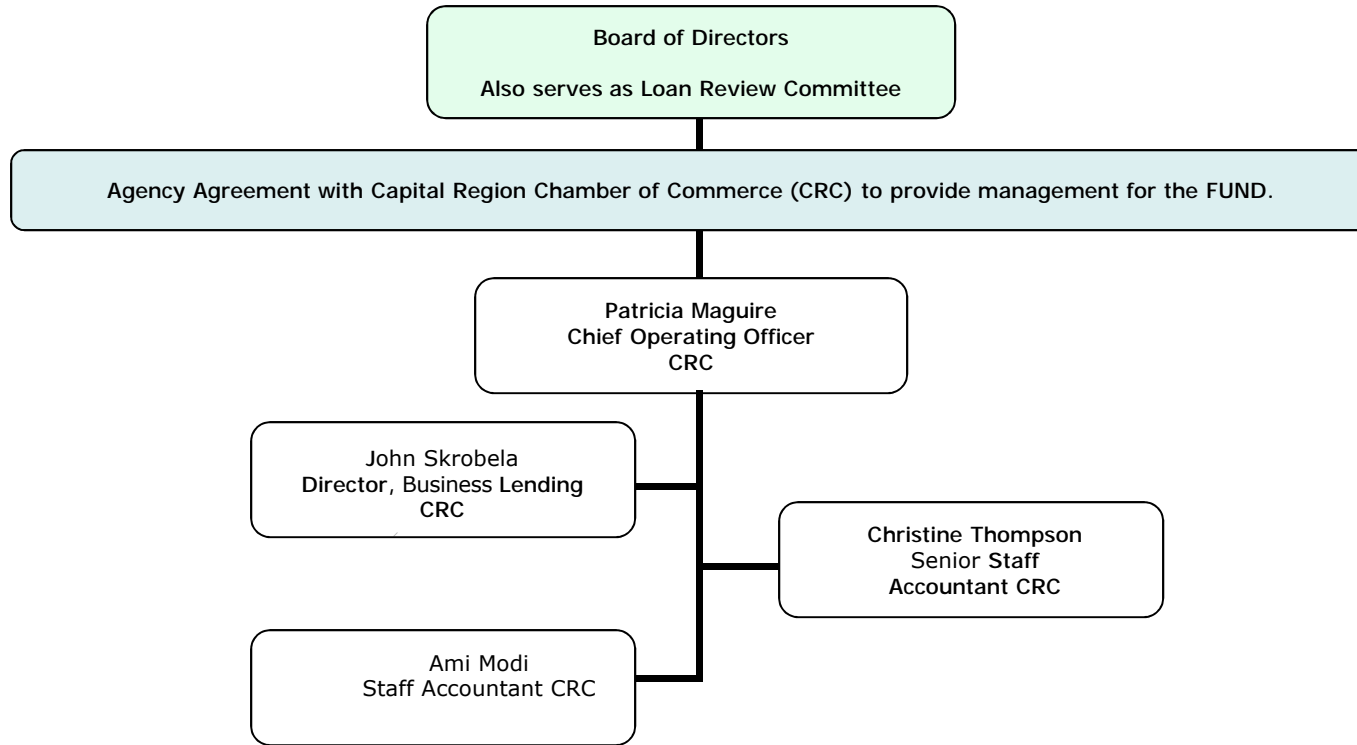 Board of Directors
Also serves as Loan Review Committee
Agency Agreement with Capital Region Chamber of Commerce (CRC) to provide management for the FUND.
Patricia Maguire
Chief Operating Officer
CRC
John Skrobela
Director, Business Lending
CRC
Christine Thompson
Senior Staff
Accountant CRC
Ami Modi
Staff Accountant CRC